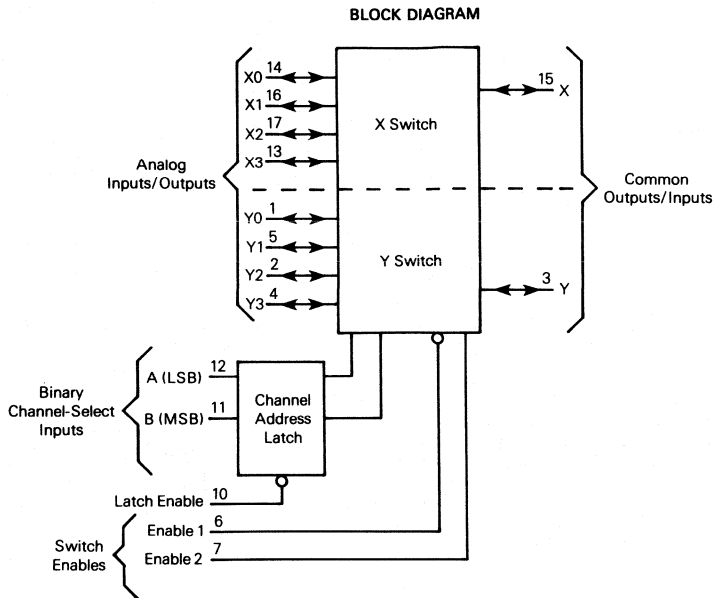 BLOCK DIAGRAM
X0 14
X1 16
X2 17
X3 13
15 X
X Switch
Analog
Inputs/Outputs
Common
Outputs/Inputs
Y0 1
Y1 5
Y2 2
Y3 4
Y Switch
3 Y
Binary
Channel-Select
Inputs
A (LSB) 12
B (MSB) 11
Channel
Address
Latch
Latch Enable 10
Switch
Enables
Enable 1 6
Enable 2 7